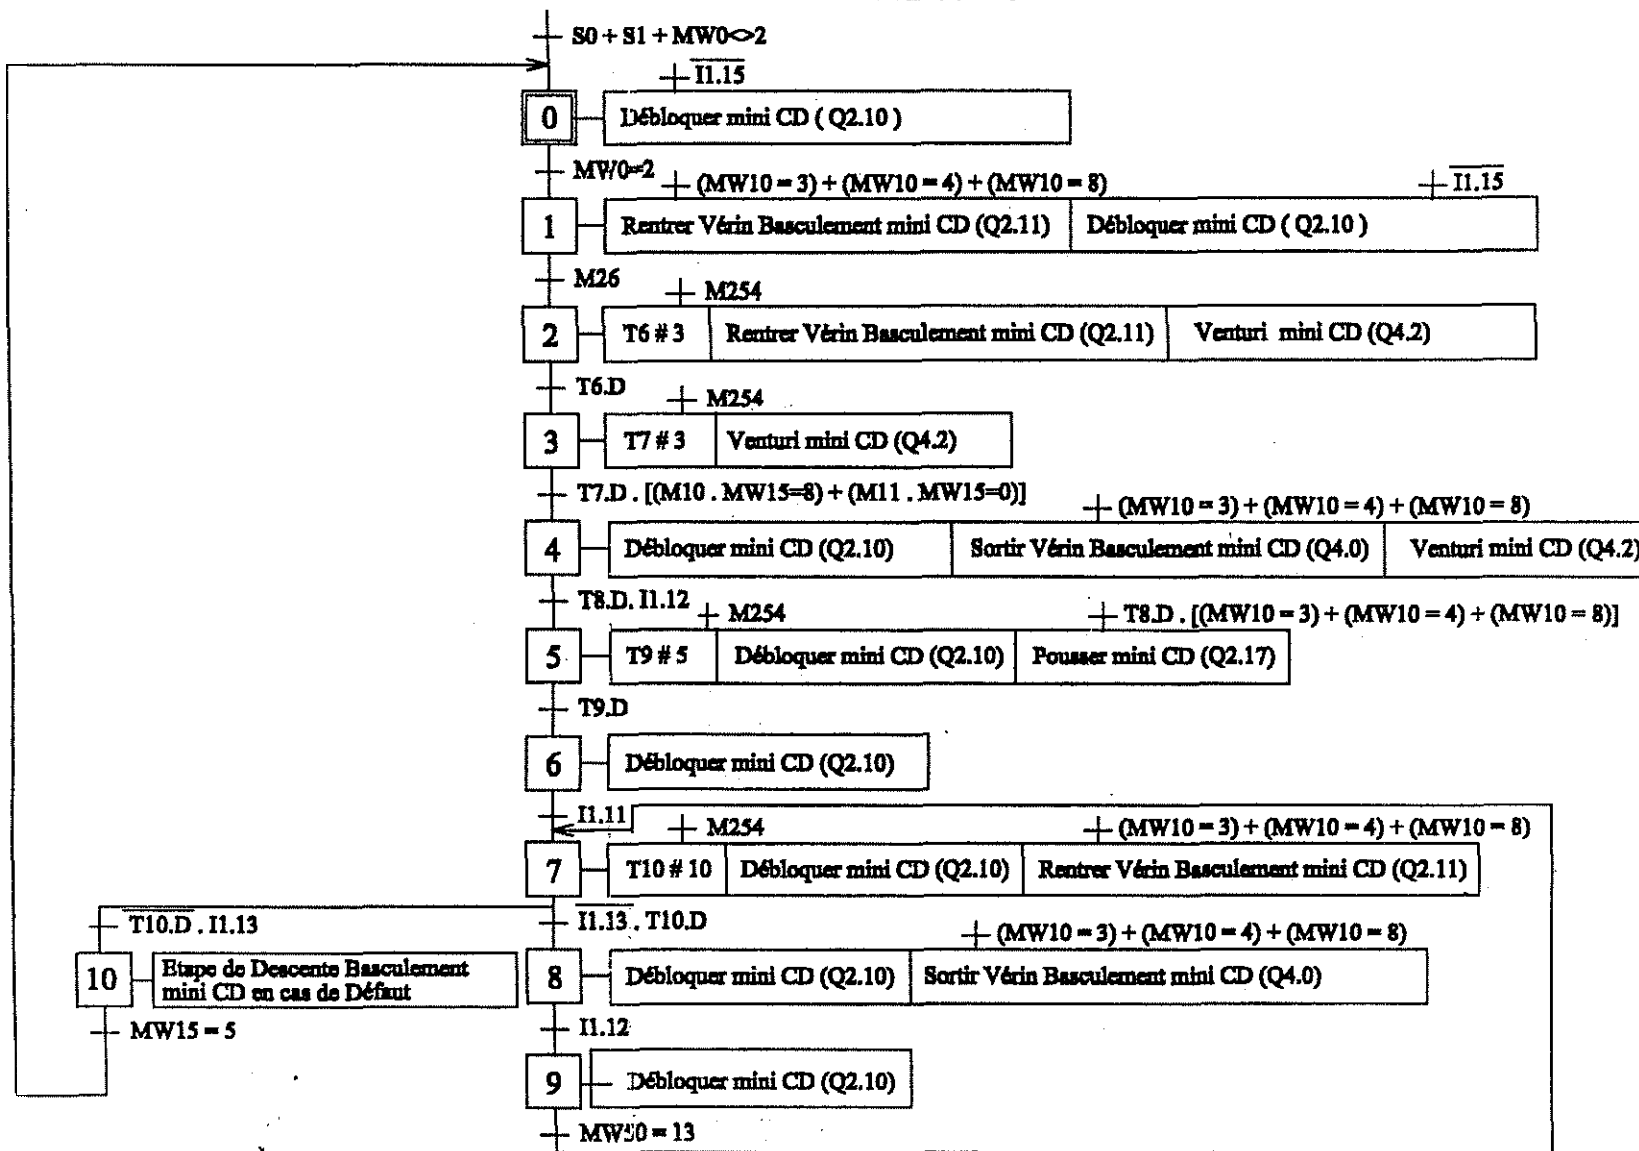 S0 + S1 + MW0<>2
I1.15
0 Débloquer mini CD ( Q2.10 )
MW0=2 (MW10 = 3) + (MW10 = 4) + (MW10 = 8) I1.15
1 Rentrer Vérin Basculement mini CD (Q2.11) Débloquer mini CD ( Q2.10 )
M26 M254
2 T6 # 3 Rentrer Vérin Basculement mini CD (Q2.11) Venturi mini CD (Q4.2)
T6.D M254
3 T7 # 3 Venturi mini CD (Q4.2)
T7.D . [(M10 . MW15=8) + (M11 . MW15=0)] (MW10 = 3) + (MW10 = 4) + (MW10 = 8)
4 Débloquer mini CD (Q2.10) Sortir Vérin Basculement mini CD (Q4.0) Venturi mini CD (Q4.2)
T8.D. I1.12 M254 T8.D . [(MW10 = 3) + (MW10 = 4) + (MW10 = 8)]
5 T9 # 5 Débloquer mini CD (Q2.10) Pousser mini CD (Q2.17)
T9.D
6 Débloquer mini CD (Q2.10)
I1.11 M254 (MW10 = 3) + (MW10 = 4) + (MW10 = 8)
7 T10 # 10 Débloquer mini CD (Q2.10) Rentrer Vérin Basculement mini CD (Q2.11)
T10.D . I1.13 I1.13 . T10.D (MW10 = 3) + (MW10 = 4) + (MW10 = 8)
10 Etape de Descente Basculement
mini CD en cas de Défaut
8 Débloquer mini CD (Q2.10) Sortir Vérin Basculement mini CD (Q4.0)
MW15 = 5 I1.12
9 Débloquer mini CD (Q2.10)
MW50 = 13